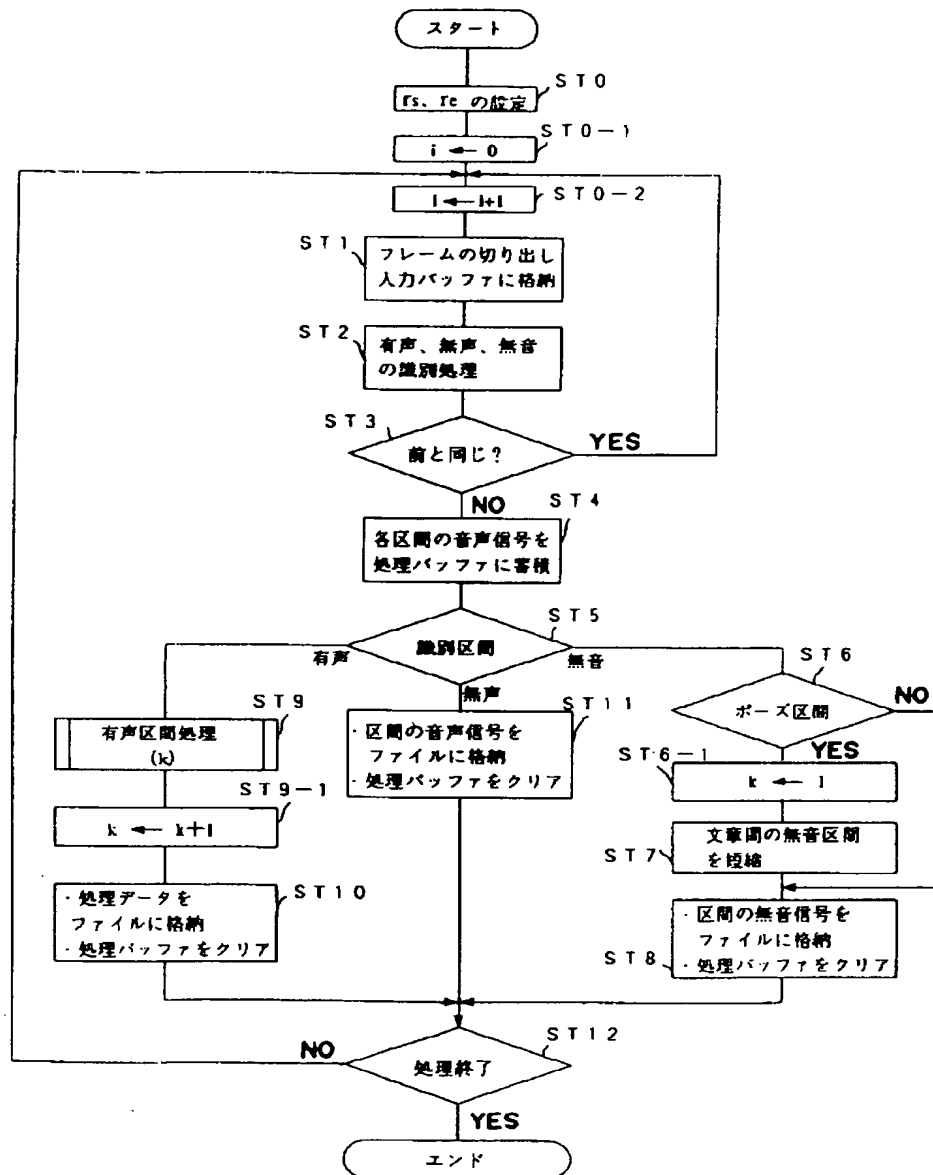 スタート
ST0
rs、re の設定
ST0-1
i ← 0
ST0-2
i ← i+1
ST1
フレームの切り出し
入力バッファに格納
ST2
有声、無声、無音
の識別処理
ST3
前と同じ?
YES
NO
ST4
各区間の音声信号を
処理バッファに蓄積
ST5
識別区間
有声
無声
無音
ST6
ポーズ区間
NO
YES
ST9
有声区間処理
(k)
ST11
・区間の音声信号を
ファイルに格納
・処理バッファをクリア
ST6-1
k ← 1
ST9-1
k ← k+1
ST7
文章間の無音区間
を短縮
ST10
・処理データを
ファイルに格納
・処理バッファをクリア
ST8
・区間の無音信号を
ファイルに格納
・処理バッファをクリア
ST12
処理終了
NO
YES
エンド